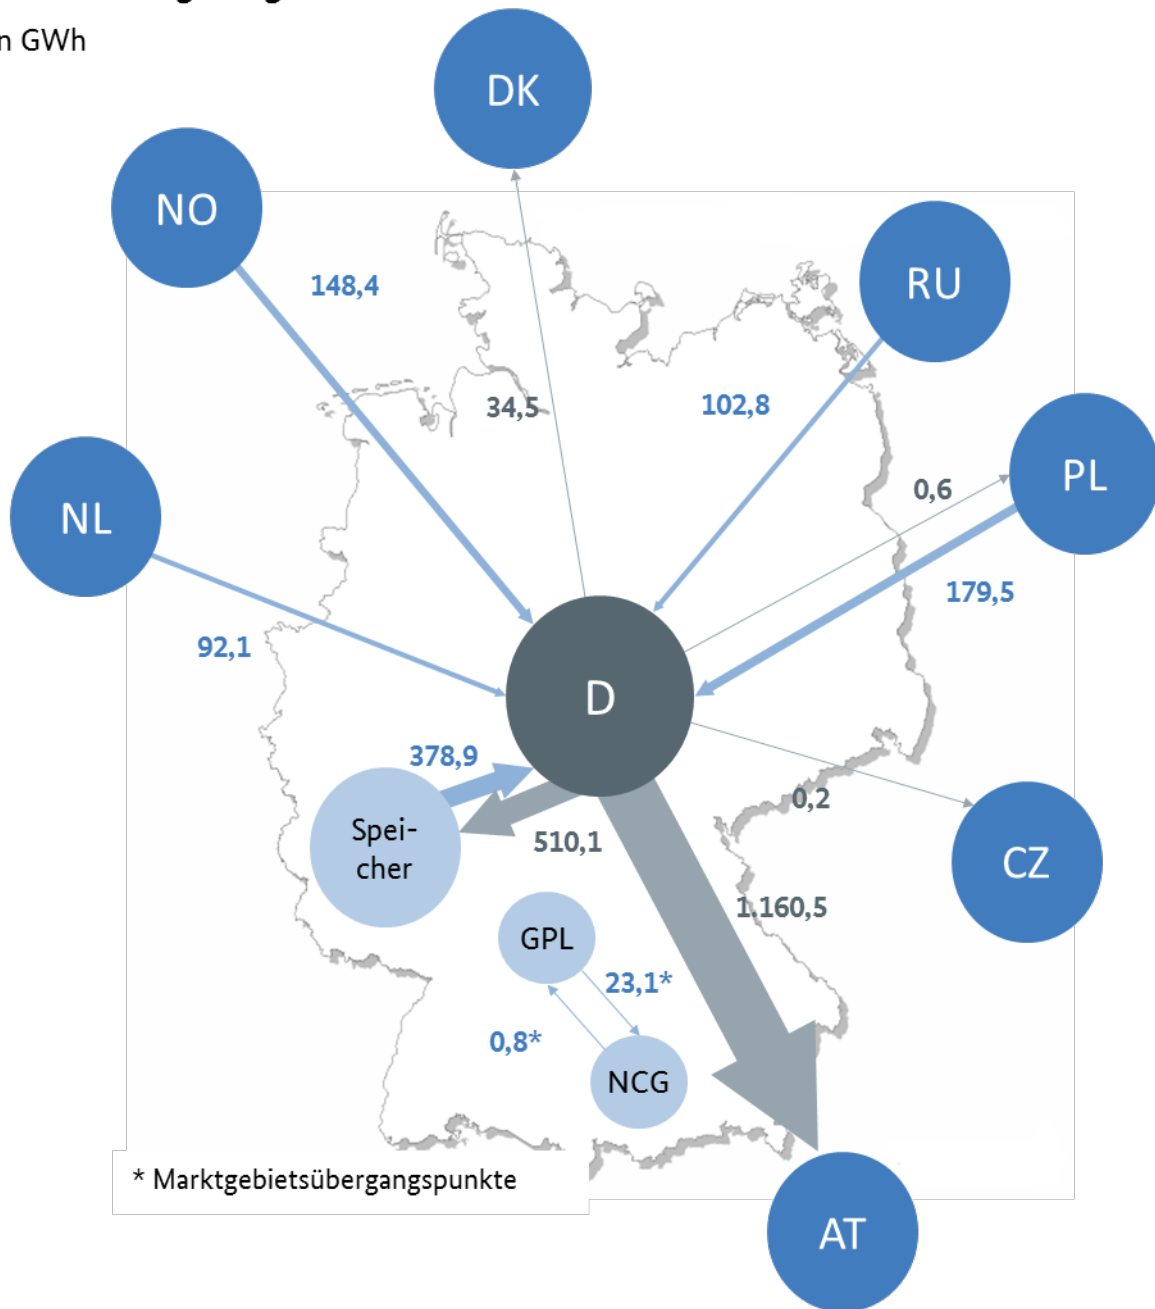 n GWh
DK
NO
148,4
RU
34,5
102,8
PL
0,6
NL
179,5
92,1
D
378,9
0,2
Spei-
cher
510,1
CZ
1.160,5
GPL
23,1*
0,8*
NCG
* Marktgebietsübergangspunkte
AT